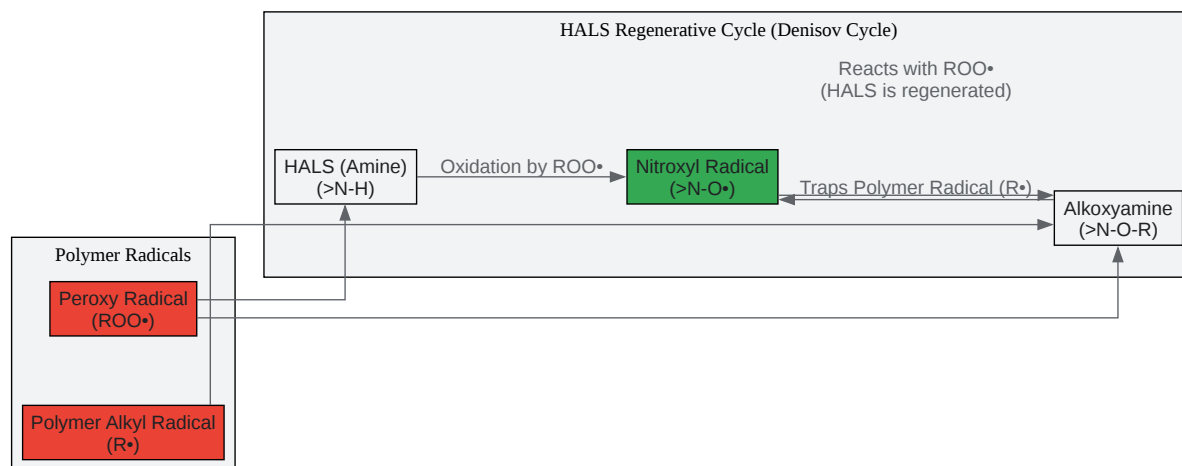 HALS Regenerative Cycle (Denisov Cycle)
Reacts with ROO•
(HALS is regenerated)
HALS (Amine)
(>N-H)
Oxidation by ROO•
Nitroxyl Radical
(>N-O•)
Traps Polymer Radical (R•)
Alkoxyamine
(>N-O-R)
Polymer Radicals
Peroxy Radical
(ROO•)
Polymer Alkyl Radical
(R•)